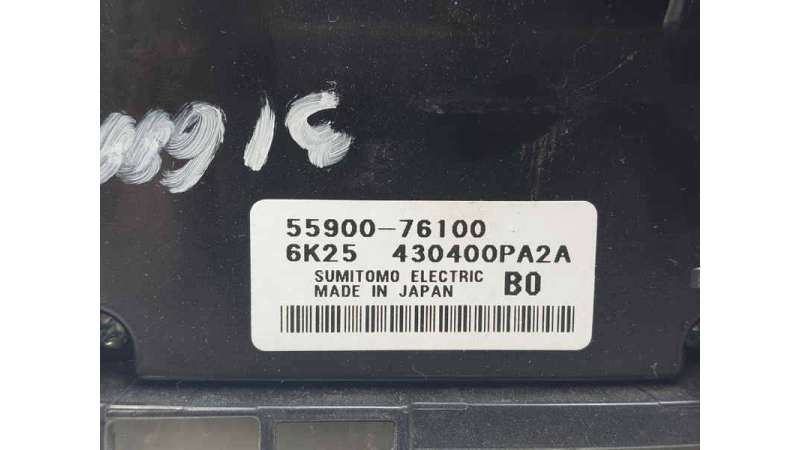 55900-76100
6K25 430400PA2A
SUMITOMO ELECTRIC
MADE IN JAPAN B0